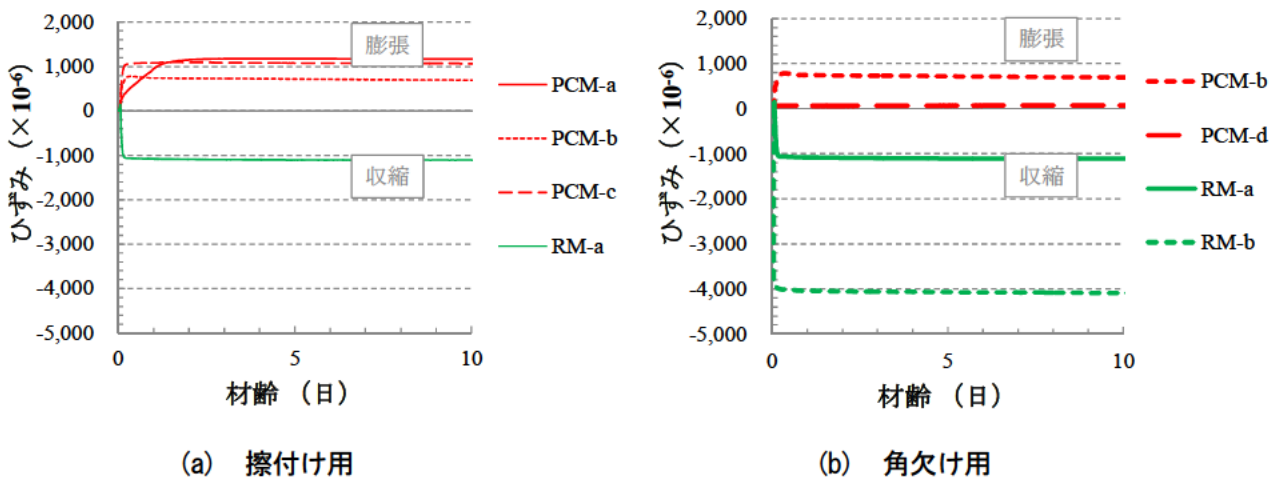 2,000
1,000
0
-1,000
-2,000
-3,000
-4,000
-5,000
ひずみ (×10⁻⁶)
膨張
収縮
PCM-a
PCM-b
PCM-c
RM-a
0
5
10
材齢 (日)
(a) 擦付け用
2,000
1,000
0
-1,000
-2,000
-3,000
-4,000
-5,000
ひずみ (×10⁻⁶)
膨張
収縮
PCM-b
PCM-d
RM-a
RM-b
0
5
10
材齢 (日)
(b) 角欠け用